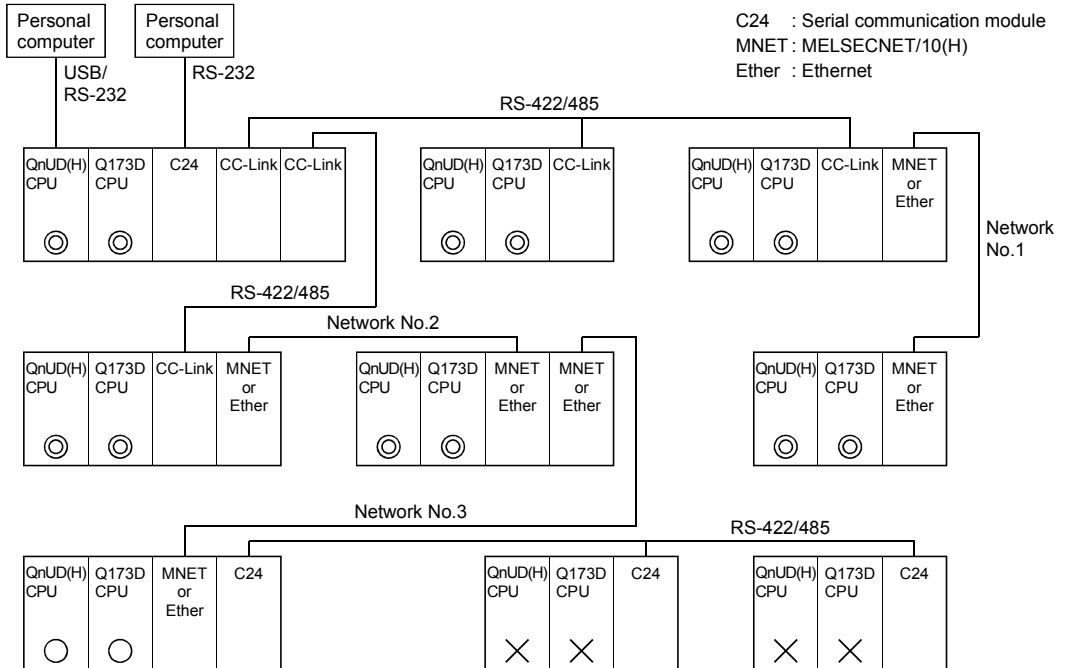 Personal
computer
Personal
computer
C24 : Serial communication module
MNET : MELSECNET/10(H)
Ether : Ethernet
USB/
RS-232
RS-232
RS-422/485
QnUD(H)
CPU
Q173D
CPU
C24
CC-Link
CC-Link
QnUD(H)
CPU
Q173D
CPU
CC-Link
QnUD(H)
CPU
Q173D
CPU
CC-Link
MNET
or
Ether
Network
No.1
RS-422/485
Network No.2
QnUD(H)
CPU
Q173D
CPU
CC-Link
MNET
or
Ether
QnUD(H)
CPU
Q173D
CPU
MNET
or
Ether
MNET
or
Ether
QnUD(H)
CPU
Q173D
CPU
MNET
or
Ether
Network No.3
RS-422/485
QnUD(H)
CPU
Q173D
CPU
MNET
or
Ether
C24
QnUD(H)
CPU
Q173D
CPU
C24
QnUD(H)
CPU
Q173D
CPU
C24